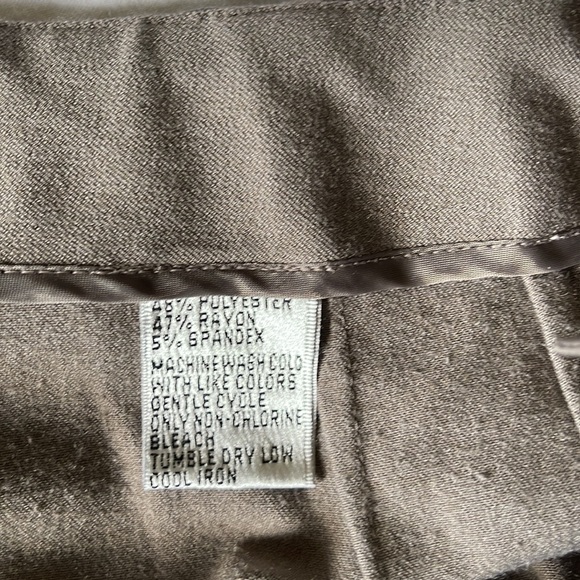 48% POLYESTER
47% RAYON
5% SPANDEX
MACHINE WASH COLD
WITH LIKE COLORS
GENTLE CYCLE
ONLY NON-CHLORINE
BLEACH
TUMBLE DRY LOW
COOL IRON